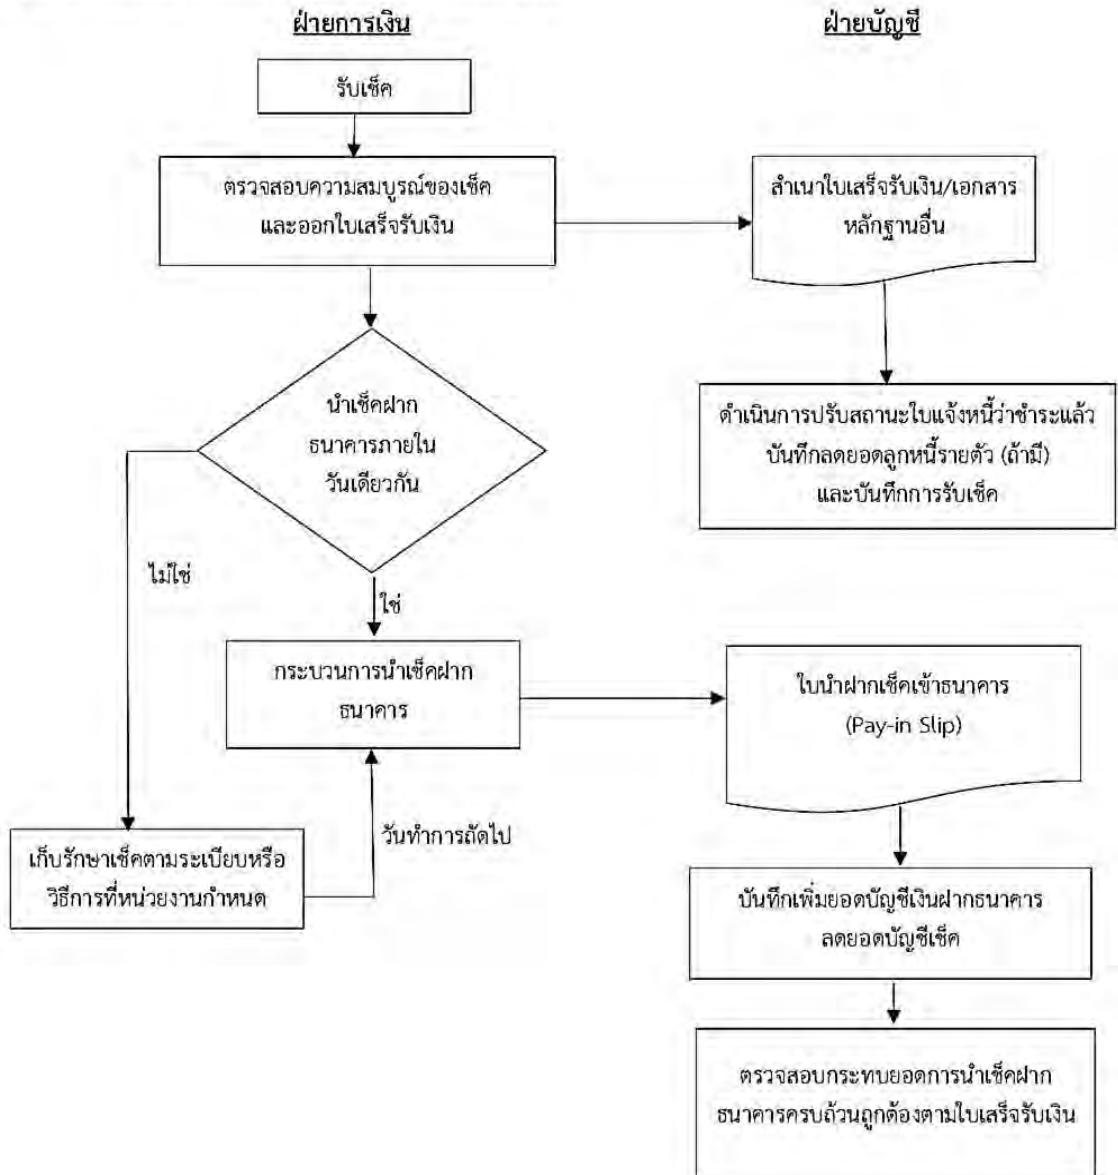 ฝ่ายการเงิน
ฝ่ายบัญชี
รับเช็ค
ตรวจสอบความสมบูรณ์ของเช็ค
และออกใบเสร็จรับเงิน
สำเนาใบเสร็จรับเงิน/เอกสาร
หลักฐานอื่น
นำเช็คฝาก
ธนาคารภายใน
วันเดียวกัน
ดำเนินการปรับสถานะใบแจ้งหนี้ว่าชำระแล้ว
บันทึกลดยอดลูกหนี้รายตัว (ถ้ามี)
และบันทึกการรับเช็ค
ไม่ใช่
ใช่
กระบวนการนำเช็คฝาก
ธนาคาร
ใบนำฝากเช็คเข้าธนาคาร
(Pay-in Slip)
วันทำการถัดไป
เก็บรักษาเช็คตามระเบียบหรือ
วิธีการที่หน่วยงานกำหนด
บันทึกเพิ่มยอดบัญชีเงินฝากธนาคาร
ลดยอดบัญชีเช็ค
ตรวจสอบกระทบยอดการนำเช็คฝาก
ธนาคารครบถ้วนถูกต้องตามใบเสร็จรับเงิน